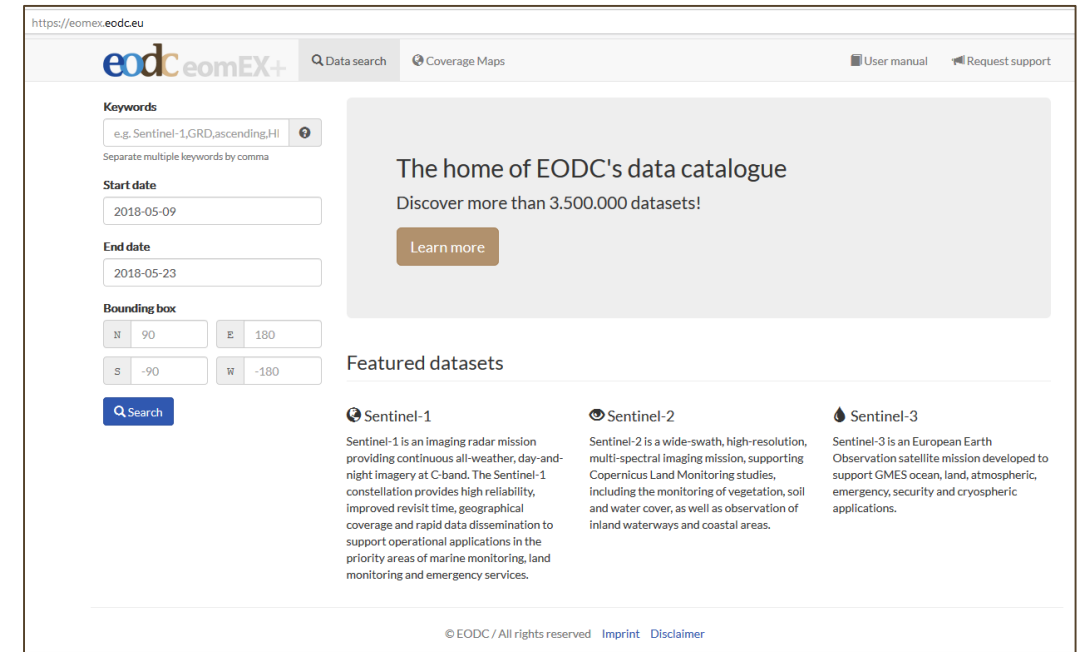 https://eomex.eodc.eu
eodc eomEX+
Data search
Coverage Maps
User manual
Request support
Keywords
e.g. Sentinel-1,GRD,ascending,HI
Separate multiple keywords by comma
Start date
2018-05-09
End date
2018-05-23
Bounding box
N 90
E 180
S -90
W -180
Search
The home of EODC's data catalogue
Discover more than 3.500.000 datasets!
Learn more
Featured datasets
Sentinel-1
Sentinel-1 is an imaging radar mission
providing continuous all-weather, day-and-
night imagery at C-band. The Sentinel-1
constellation provides high reliability,
improved revisit time, geographical
coverage and rapid data dissemination to
support operational applications in the
priority areas of marine monitoring, land
monitoring and emergency services.
Sentinel-2
Sentinel-2 is a wide-swath, high-resolution,
multi-spectral imaging mission, supporting
Copernicus Land Monitoring studies,
including the monitoring of vegetation, soil
and water cover, as well as observation of
inland waterways and coastal areas.
Sentinel-3
Sentinel-3 is an European Earth
Observation satellite mission developed to
support GMES ocean, land, atmospheric,
emergency, security and cryospheric
applications.
© EODC / All rights reserved Imprint Disclaimer